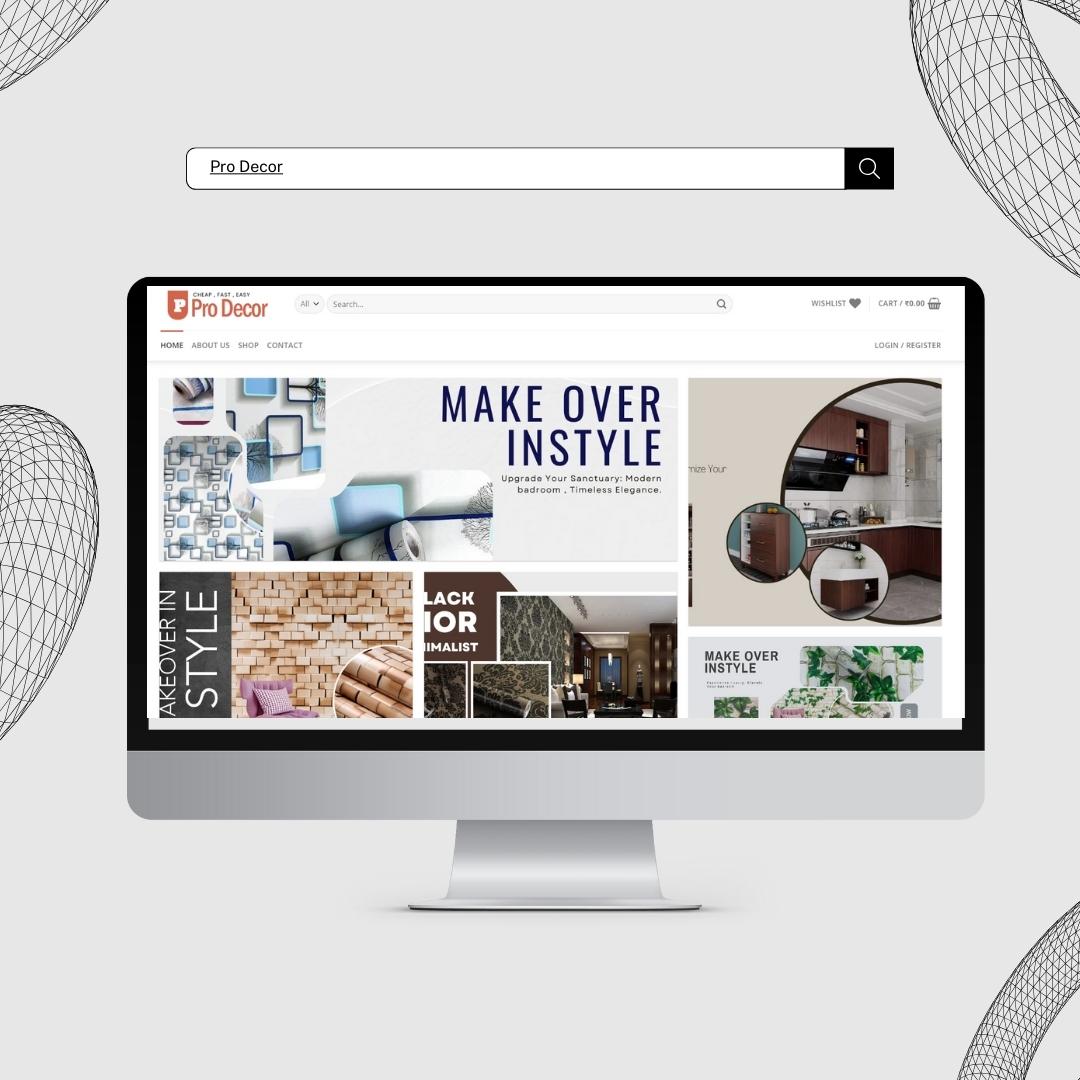 Pro Decor
CHEAP , FAST , EASY
P Pro Decor
All
Search...
WISHLIST
CART / ₹0.00
HOME ABOUT US SHOP CONTACT
LOGIN / REGISTER
MAKE OVER
INSTYLE
Upgrade Your Sanctuary: Modern
badroom , Timeless Elegance.
mize Your
AKEOVER IN
STYLE
LACK
IOR
IMALIST
MAKE OVER
INSTYLE